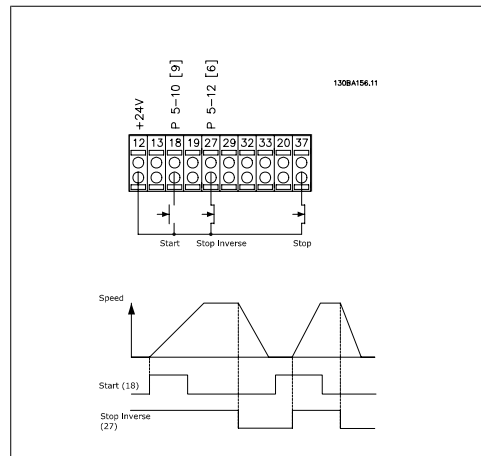 130BA156.11
+24V
P 5-10 [9]
P 5-12 [6]
12 13 18 19 27 29 32 33 20 37
Start Stop Inverse Stop
Speed
Start (18)
Stop Inverse
(27)